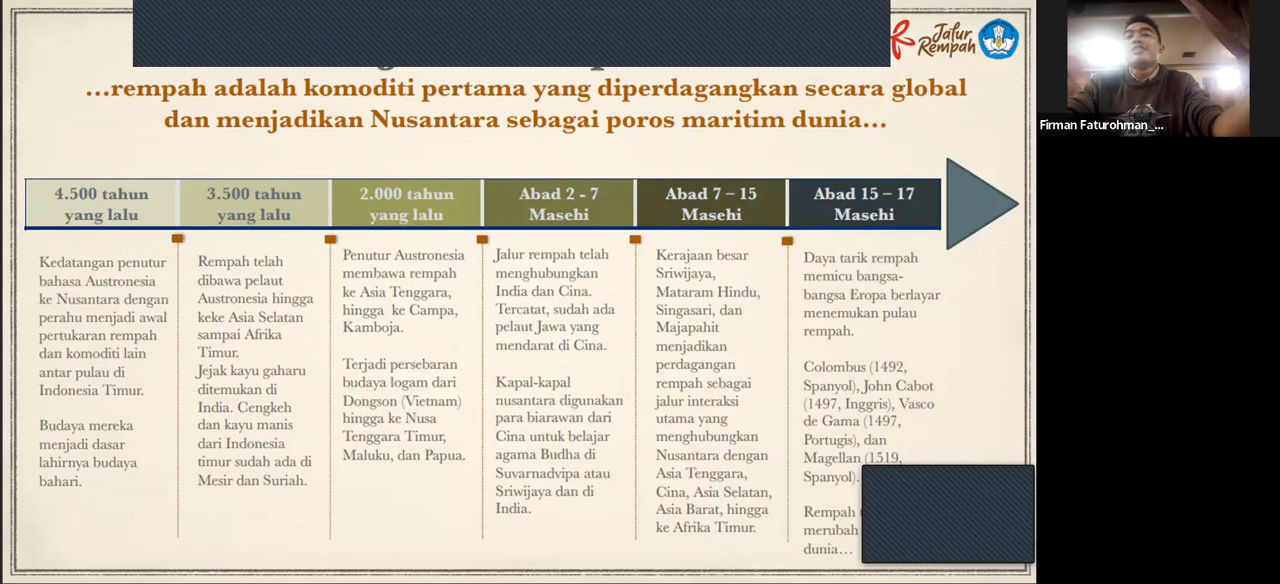 Jalur
Rempah
...rempah adalah komoditi pertama yang diperdagangkan secara global
dan menjadikan Nusantara sebagai poros maritim dunia...
Firman Faturohman_...
4.500 tahun
yang lalu
3.500 tahun
yang lalu
2.000 tahun
yang lalu
Abad 2 - 7
Masehi
Abad 7 – 15
Masehi
Abad 15 – 17
Masehi
Kedatangan penutur
bahasa Austronesia
ke Nusantara dengan
perahu menjadi awal
pertukaran rempah
dan komoditi lain
antar pulau di
Indonesia Timur.
Budaya mereka
menjadi dasar
lahirnya budaya
bahari.
Rempah telah
dibawa pelaut
Austronesia hingga
keke Asia Selatan
sampai Afrika
Timur.
Jejak kayu gaharu
ditemukan di
India. Cengkeh
dan kayu manis
dari Indonesia
timur sudah ada di
Mesir dan Suriah.
Penutur Austronesia
membawa rempah
ke Asia Tenggara,
hingga ke Campa,
Kamboja.
Terjadi persebaran
budaya logam dari
Dongson (Vietnam)
hingga ke Nusa
Tenggara Timur,
Maluku, dan Papua.
Jalur rempah telah
menghubungkan
India dan Cina.
Tercatat, sudah ada
pelaut Jawa yang
mendarat di Cina.
Kapal-kapal
nusantara digunakan
para biarawan dari
Cina untuk belajar
agama Budha di
Suvarnadvipa atau
Sriwijaya dan di
India.
Kerajaan besar
Sriwijaya,
Mataram Hindu,
Singasari, dan
Majapahit
menjadikan
perdagangan
rempah sebagai
jalur interaksi
utama yang
menghubungkan
Nusantara dengan
Asia Tenggara,
Cina, Asia Selatan,
Asia Barat, hingga
ke Afrika Timur.
Daya tarik rempah
memicu bangsa-
bangsa Eropa berlayar
menemukan pulau
rempah.
Colombus (1492,
Spanyol), John Cabot
(1497, Inggris), Vasco
de Gama (1497,
Portugis), dan
Magellan (1519,
Spanyol).
Rempah
merubah
dunia...